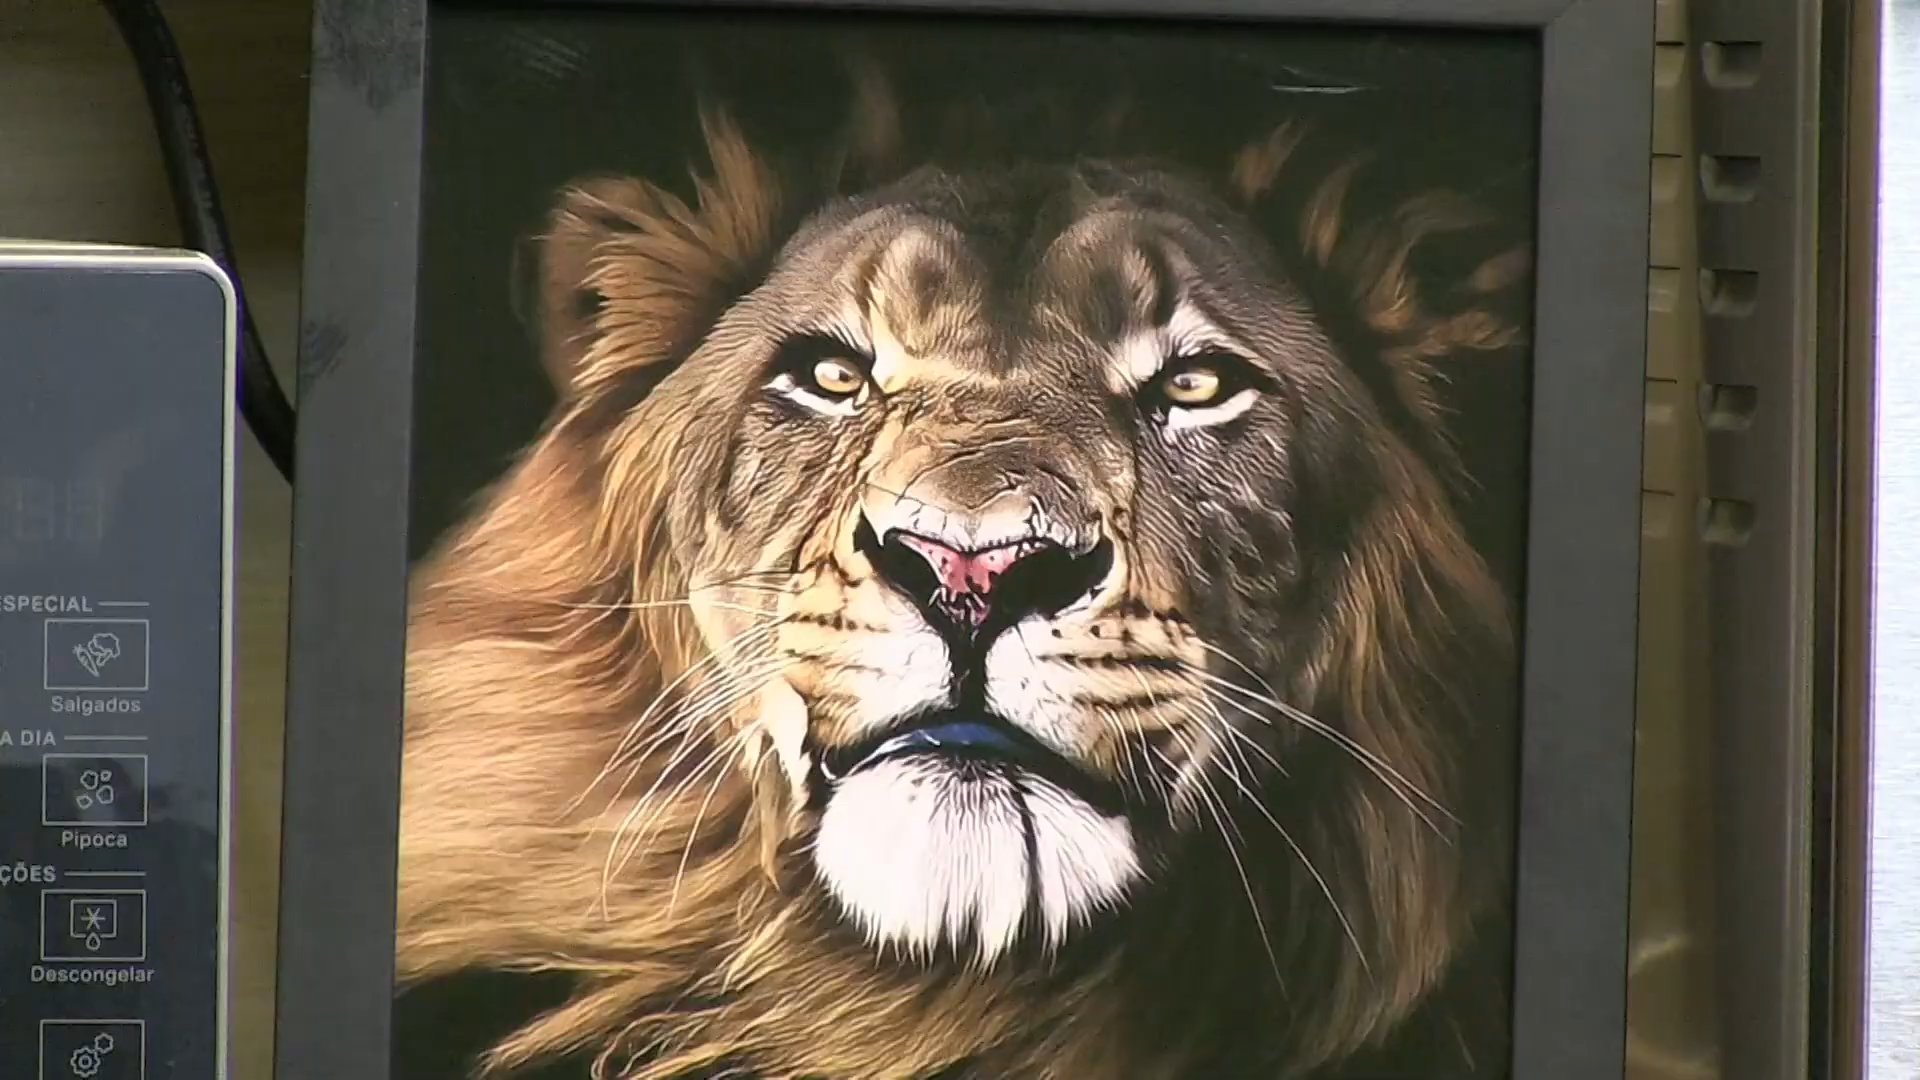 ESPECIAL
Salgados
A DIA
Pipoca
ÇÕES
Descongelar